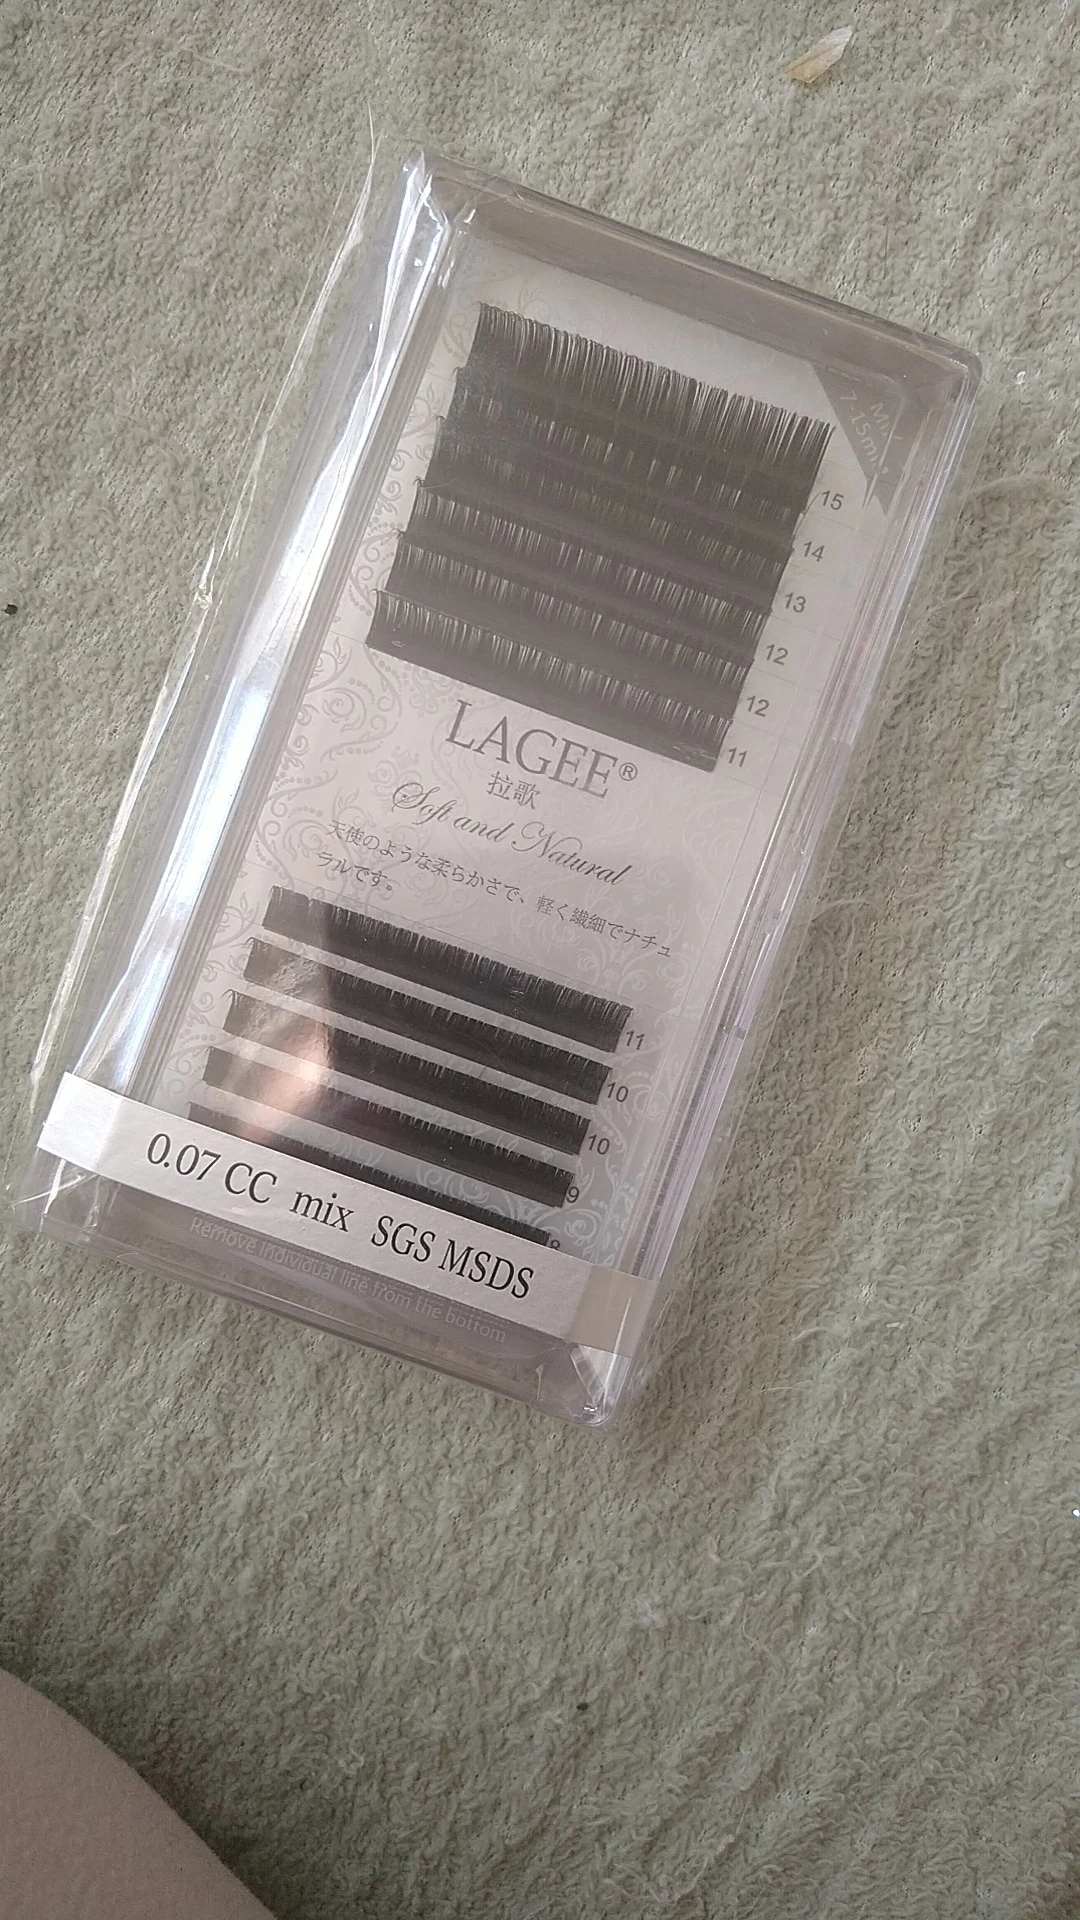 Mix
7-15mm
15
14
13
12
12
11
LAGEE®
拉歌
Soft and Natural
天使のような柔らかさで、軽く繊細でナチュ
ラルです。
11
10
10
9
8
0.07 CC mix SGS MSDS
Remove individual line from the bottom